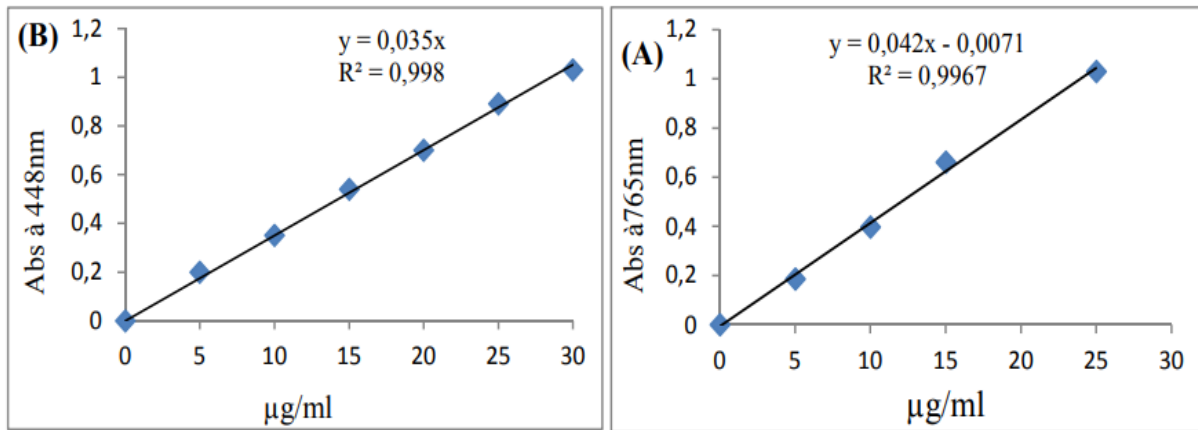 (B)
y = 0,035x
R² = 0,998
Abs à 448nm
1,2
1
0,8
0,6
0,4
0,2
0
0 5 10 15 20 25 30
µg/ml
(A)
y = 0,042x - 0,0071
R² = 0,9967
Abs à765nm
1,2
1
0,8
0,6
0,4
0,2
0
0 5 10 15 20 25 30
µg/ml